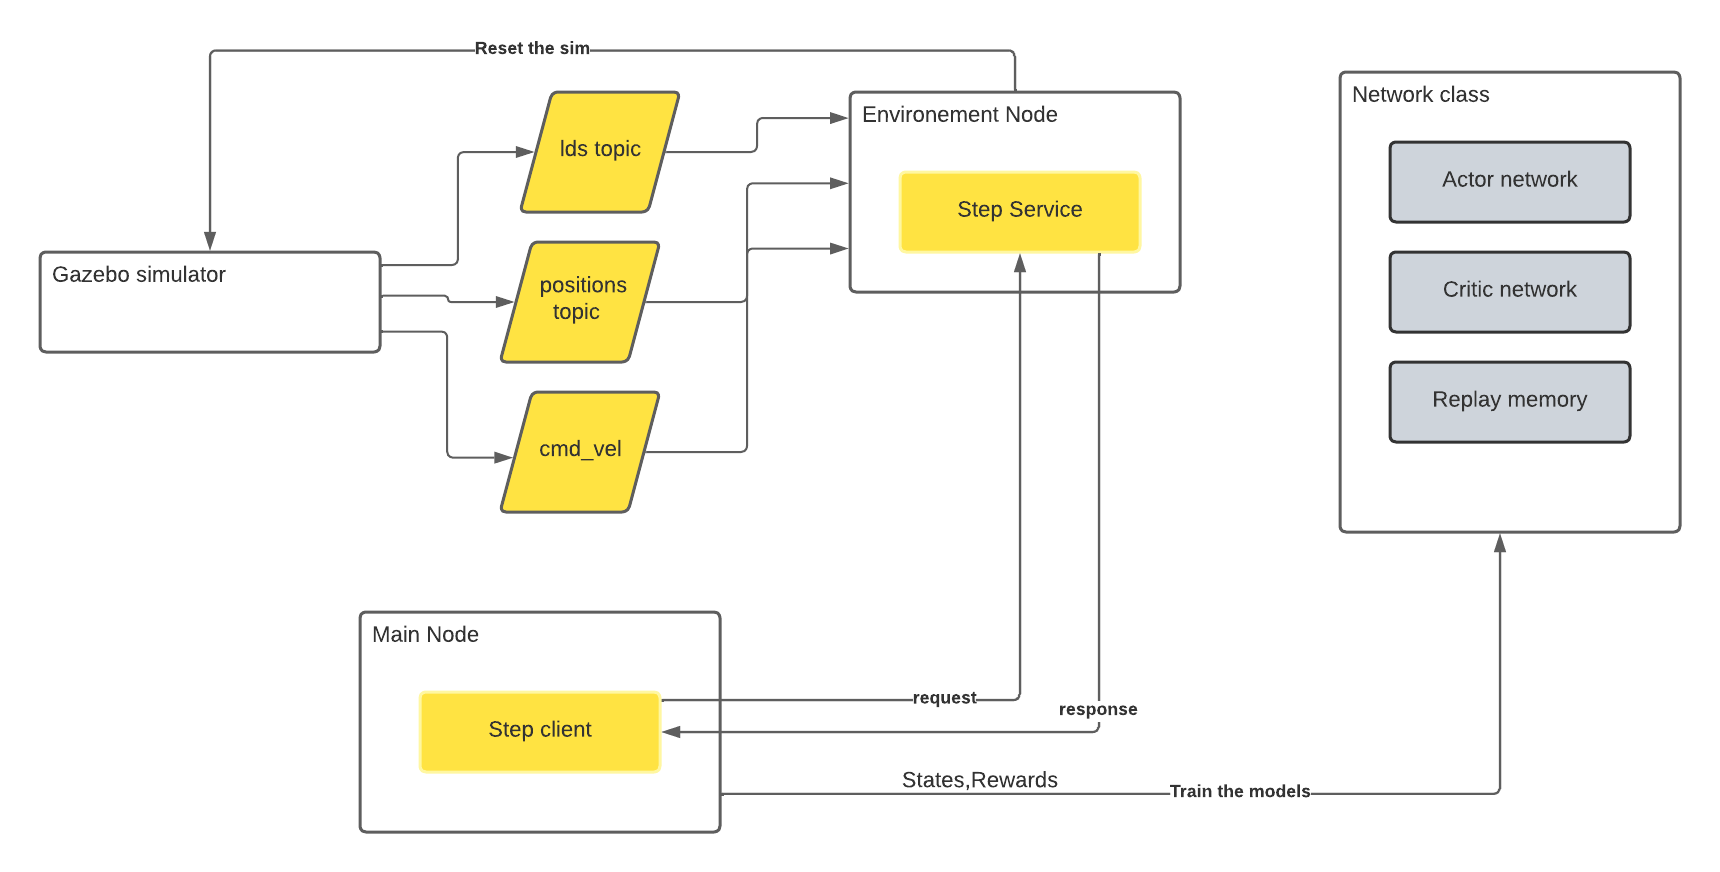 Reset the sim
Network class
Environement Node
lds topic
Actor network
Step Service
Gazebo simulator
positions
topic
Critic network
Replay memory
cmd_vel
Main Node
request
response
Step client
States,Rewards
Train the models